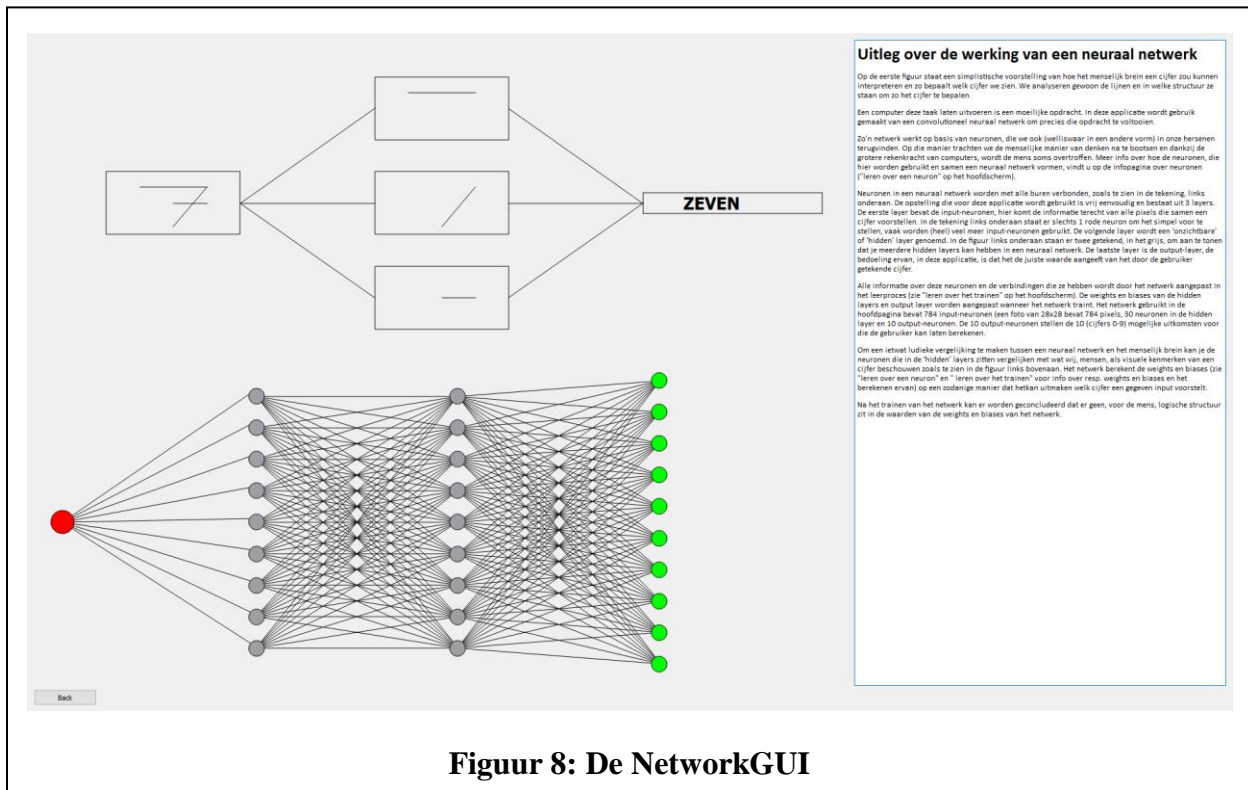 ZEVEN
Back
Uitleg over de werking van een neuraal netwerk
Op de eerste figuur staat een simplistische voorstelling van hoe het menselijk brein een cijfer zou kunnen
interpreteren en zo bepaalt welk cijfer we zien. We analyseren gewoon de lijnen en in welke structuur ze
staan om zo het cijfer te bepalen.
Een computer deze taak laten uitvoeren is een moeilijke opdracht. In deze applicatie wordt gebruik
gemaakt van een convolutioneel neuraal netwerk om precies die opdracht te voltooien.
Zo'n netwerk werkt op basis van neuronen, die we ook (welliswaar in een andere vorm) in onze hersenen
terugvinden. Op die manier trachten we de menselijke manier van denken na te bootsen en dankzij de
grotere rekenkracht van computers, wordt de mens soms overtroffen. Meer info over hoe de neuronen, die
hier worden gebruikt en samen een neuraal netwerk vormen, vindt u op de infopagina over neuronen
("leren over een neuron" op het hoofdscherm).
Neuronen in een neuraal netwerk worden met alle buren verbonden, zoals te zien in de tekening, links
onderaan. De opstelling die voor deze applicatie wordt gebruikt is vrij eenvoudig en bestaat uit 3 layers.
De eerste layer bevat de input-neuronen, hier komt de informatie terecht van alle pixels die samen een
cijfer voorstellen. In de tekening links onderaan staat er slechts 1 rode neuron om het simpel voor te
stellen, vaak worden (heel) veel meer input-neuronen gebruikt. De volgende layer wordt een 'onzichtbare'
of 'hidden' layer genoemd. In de figuur links onderaan staan er twee getekend, in het grijs, om aan te tonen
dat je meerdere hidden layers kan hebben in een neuraal netwerk. De laatste layer is de output-layer, de
bedoeling ervan, in deze applicatie, is dat het de juiste waarde aangeeft van het door de gebruiker
getekende cijfer.
Alle informatie over deze neuronen en de verbindingen die ze hebben wordt door het netwerk aangepast in
het leerproces (zie "leren over het trainen" op het hoofdscherm). De weights en biases van de hidden
layers en output layer worden aangepast wanneer het netwerk traint. Het netwerk gebruikt in de
hoofdpagina bevat 784 input-neuronen (een foto van 28x28 bevat 784 pixels, 30 neuronen in de hidden
layer en 10 output-neuronen. De 10 output-neuronen stellen de 10 (cijfers 0-9) mogelijke uitkomsten voor
die de gebruiker kan laten berekenen.
Om een ietwat ludieke vergelijking te maken tussen een neuraal netwerk en het menselijk brein kan je de
neuronen die in de 'hidden' layers zitten vergelijken met wat wij, mensen, als visuele kenmerken van een
cijfer beschouwen zoals te zien in de figuur links bovenaan. Het netwerk berekent de weights en biases (zie
"leren over een neuron" en " leren over het trainen" voor info over resp. weights en biases en het
berekenen ervan) op een zodanige manier dat hetkan uitmaken welk cijfer een gegeven input voorstelt.
Na het trainen van het netwerk kan er worden geconcludeerd dat er geen, voor de mens, logische structuur
zit in de waarden van de weights en biases van het netwerk.
Figuur 8: De NetworkGUI